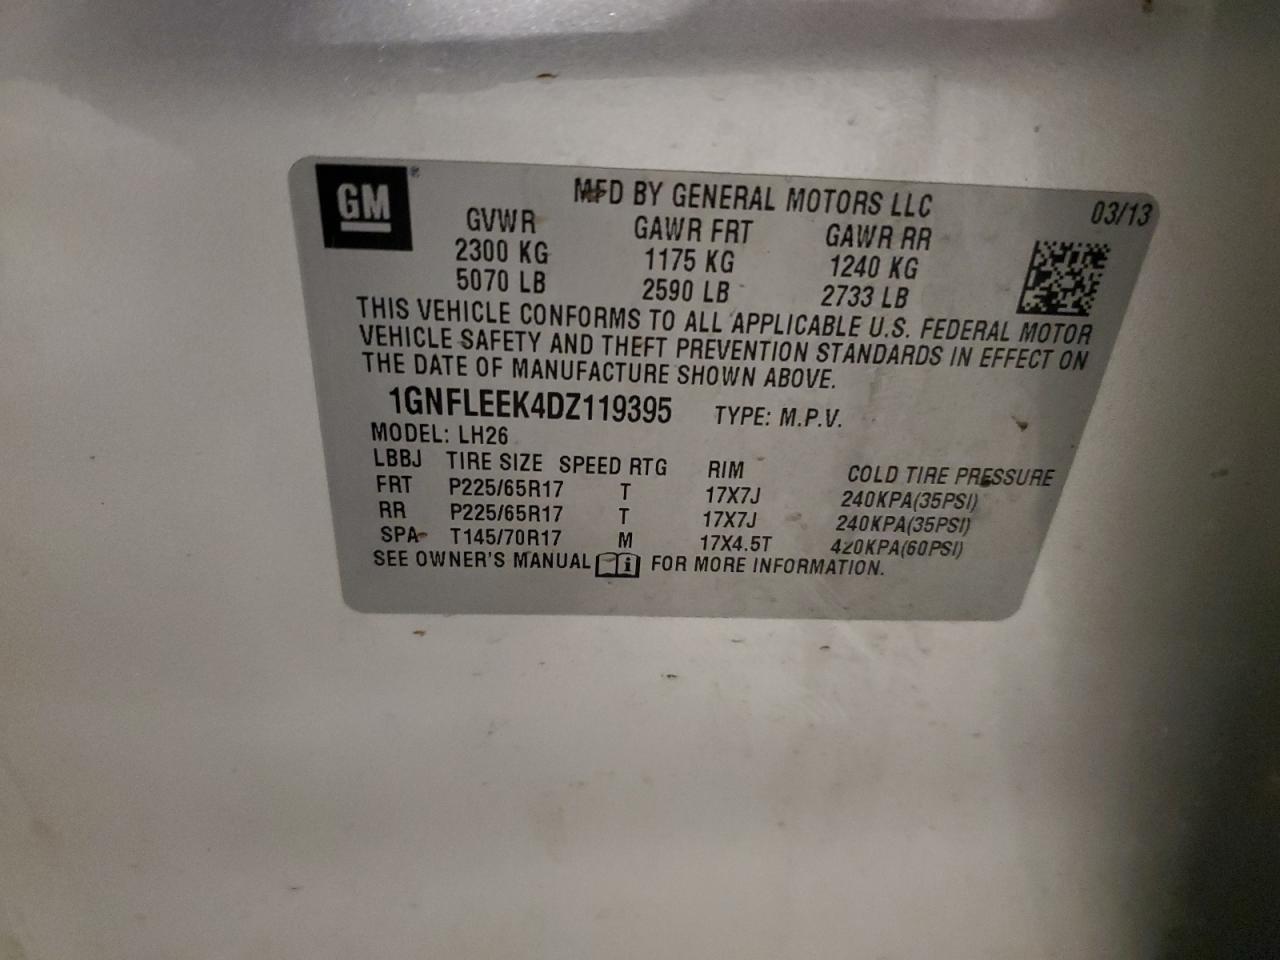 GM ® MFD BY GENERAL MOTORS LLC 03/13
GVWR GAWR FRT GAWR RR
2300 KG 1175 KG 1240 KG
5070 LB 2590 LB 2733 LB
THIS VEHICLE CONFORMS TO ALL APPLICABLE U.S. FEDERAL MOTOR
VEHICLE SAFETY AND THEFT PREVENTION STANDARDS IN EFFECT ON
THE DATE OF MANUFACTURE SHOWN ABOVE.
1GNFLEEK4DZ119395 TYPE: M.P.V.
MODEL: LH26
LBBJ TIRE SIZE SPEED RTG RIM COLD TIRE PRESSURE
FRT P225/65R17 T 17X7J 240KPA(35PSI)
RR P225/65R17 T 17X7J 240KPA(35PSI)
SPA T145/70R17 M 17X4.5T 420KPA(60PSI)
SEE OWNER'S MANUAL FOR MORE INFORMATION.